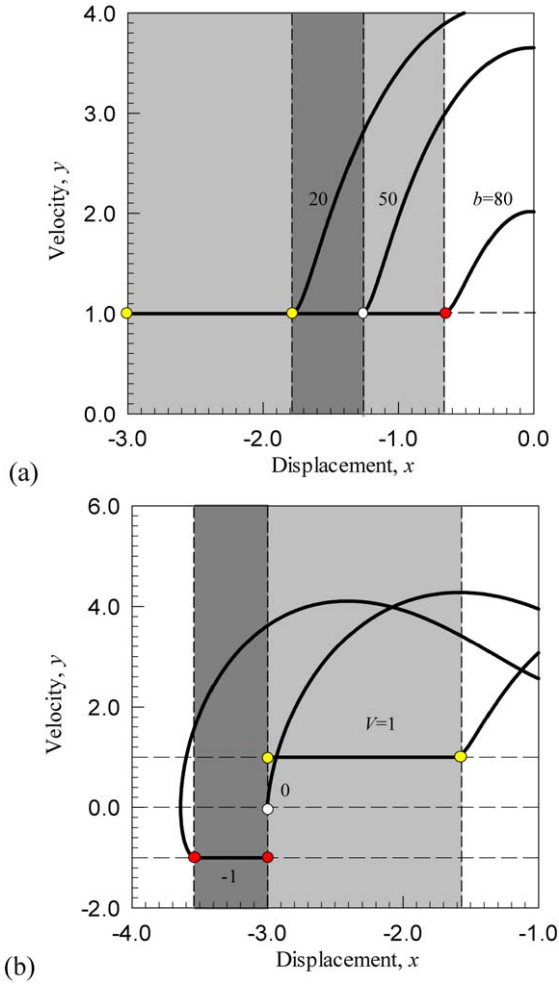 4.0
3.0
2.0
1.0
0.0
Velocity, y
20
50
b=80
-3.0 -2.0 -1.0 0.0
Displacement, x
(a)
6.0
4.0
2.0
0.0
-2.0
Velocity, y
V=1
0
-1
-4.0 -3.0 -2.0 -1.0
Displacement, x
(b)